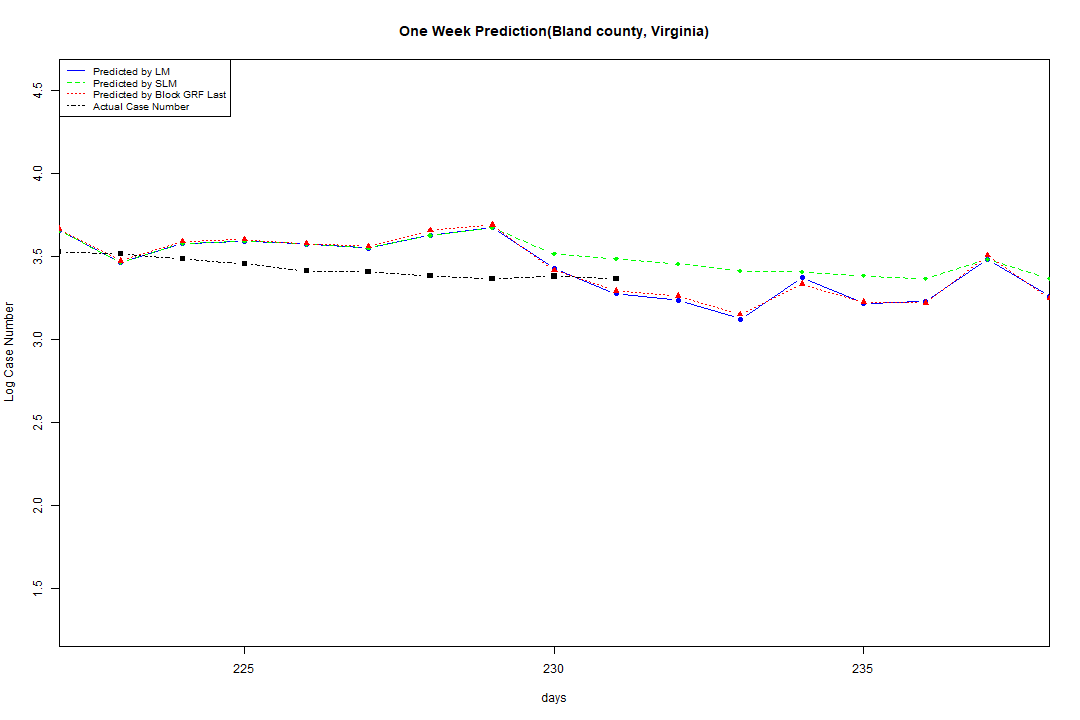 One Week Prediction(Bland county, Virginia)
Predicted by LM
Predicted by SLM
Predicted by Block GRF Last
Actual Case Number
4.5
4.0
3.5
3.0
2.5
2.0
1.5
Log Case Number
225
230
235
days